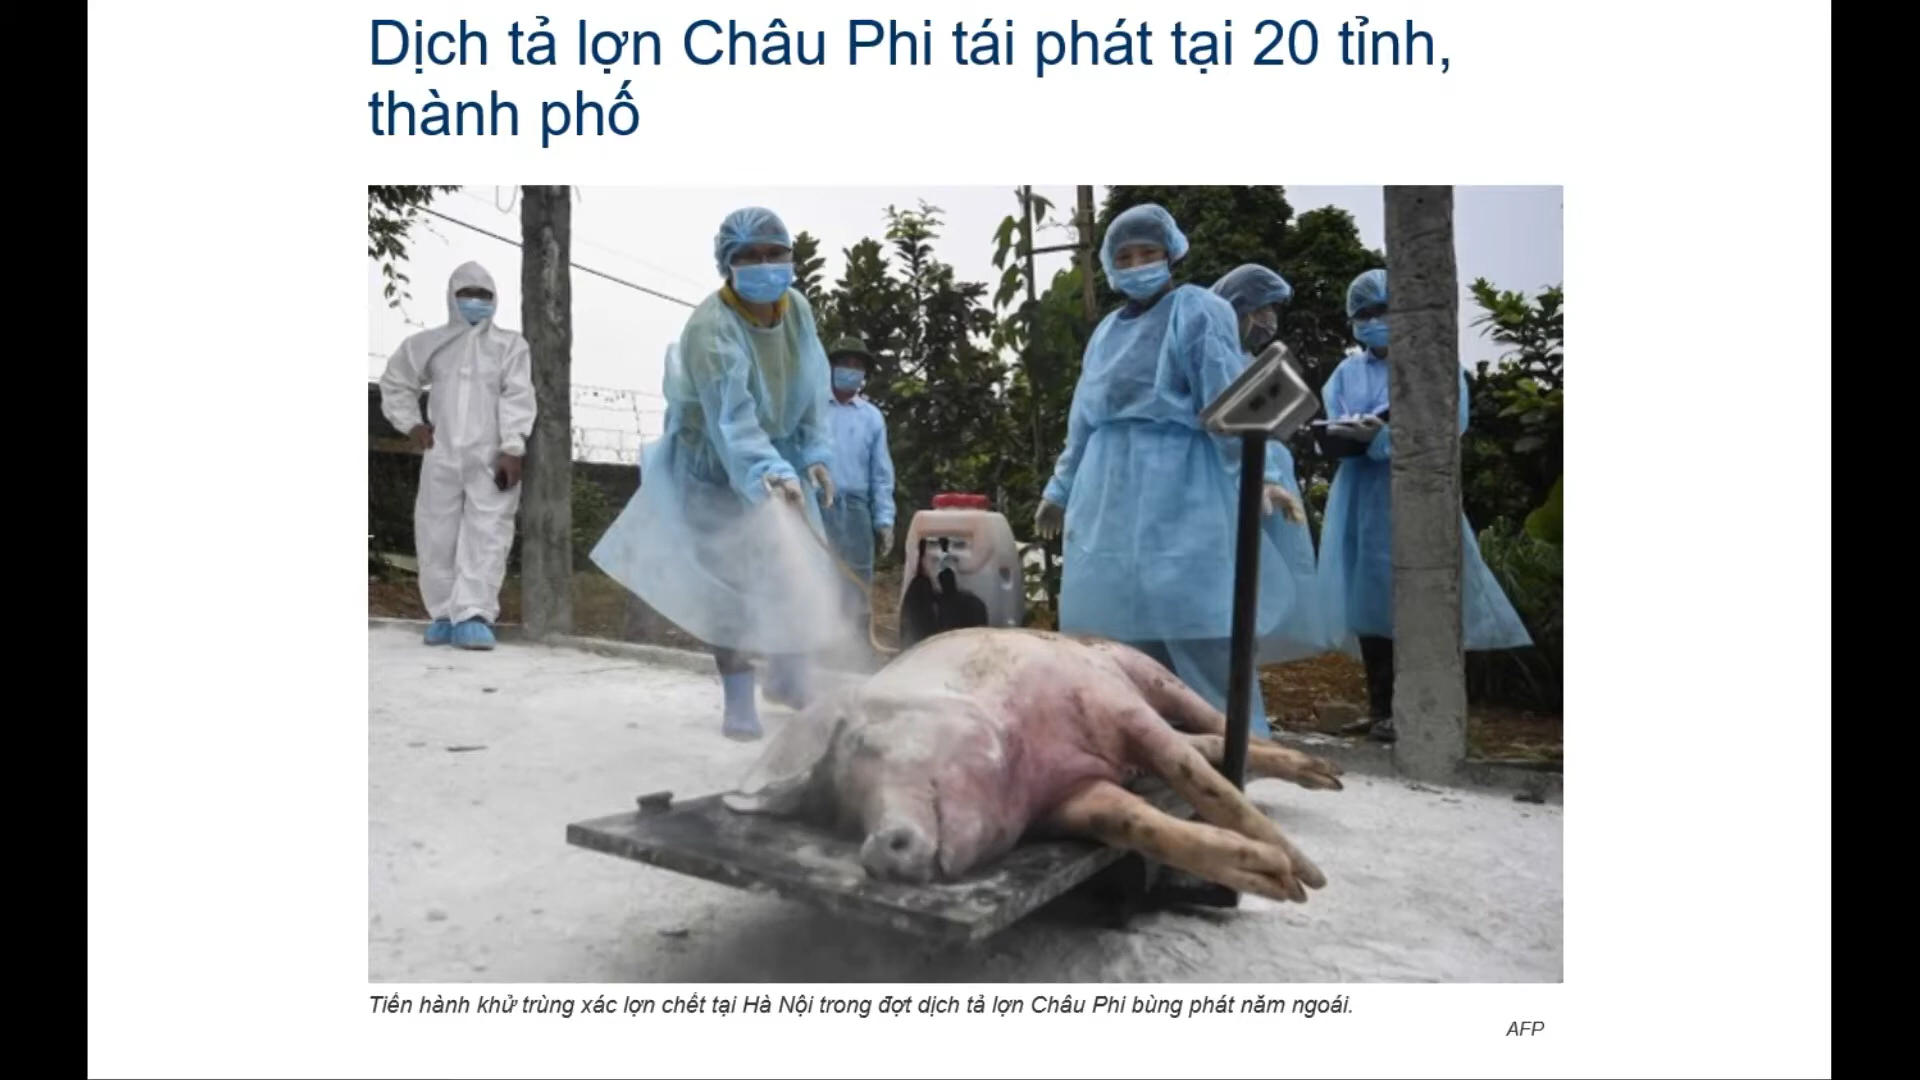 Dịch tả lợn Châu Phi tái phát tại 20 tỉnh,
thành phố
Tiến hành khử trùng xác lợn chết tại Hà Nội trong đợt dịch tả lợn Châu Phi bùng phát năm ngoái.
AFP